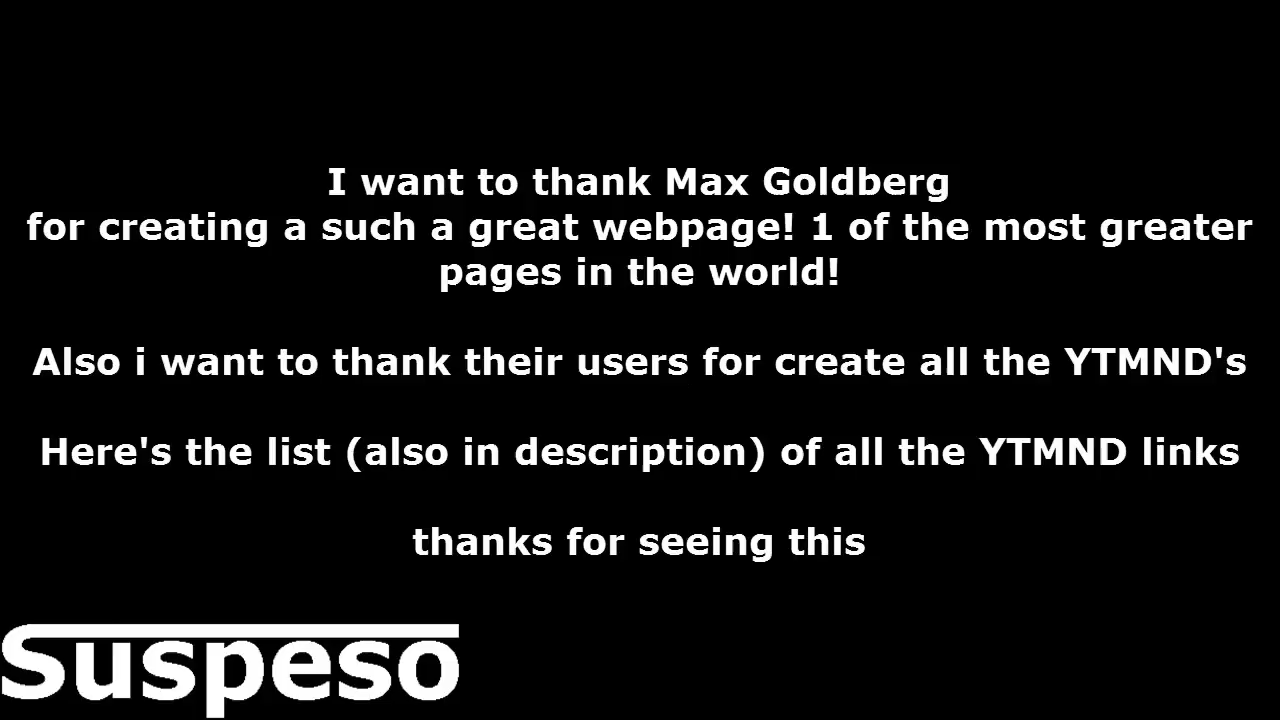 I want to thank Max Goldberg
for creating a such a great webpage! 1 of the most greater
pages in the world!
Also i want to thank their users for create all the YTMND's
Here's the list (also in description) of all the YTMND links
thanks for seeing this
Suspeso